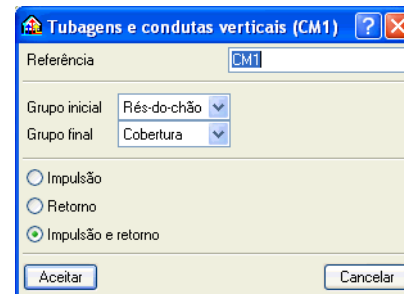 Tubagens e condutas verticais (CM1)
Referência CM1
Grupo inicial Rés-do-chão
Grupo final Cobertura
Impulsão
Retorno
Impulsão e retorno
Aceitar Cancelar